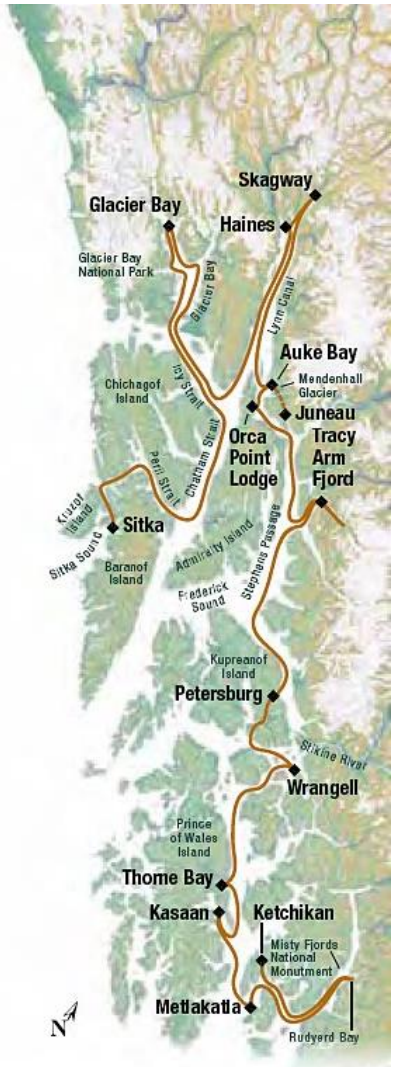 Skagway
Glacier Bay
Haines
Glacier Bay
National Park
Glacier Bay
Lynn Canal
Icy Strait
Auke Bay
Mendenhall
Glacier
Chichagof
Island
Juneau
Orca
Point
Lodge
Tracy
Arm
Fjord
Chatham Strait
Peril Strait
Kruzof
Island
Sitka
Sitka Sound
Baranof
Island
Admiralty Island
Stephens Passage
Frederick
Sound
Kupreanof
Island
Petersburg
Stikine River
Wrangell
Prince
of Wales
Island
Thorne Bay
Kasaan
Ketchikan
Misty Fjords
National
Monutment
Metlakatla
N
Rudyerd Bay